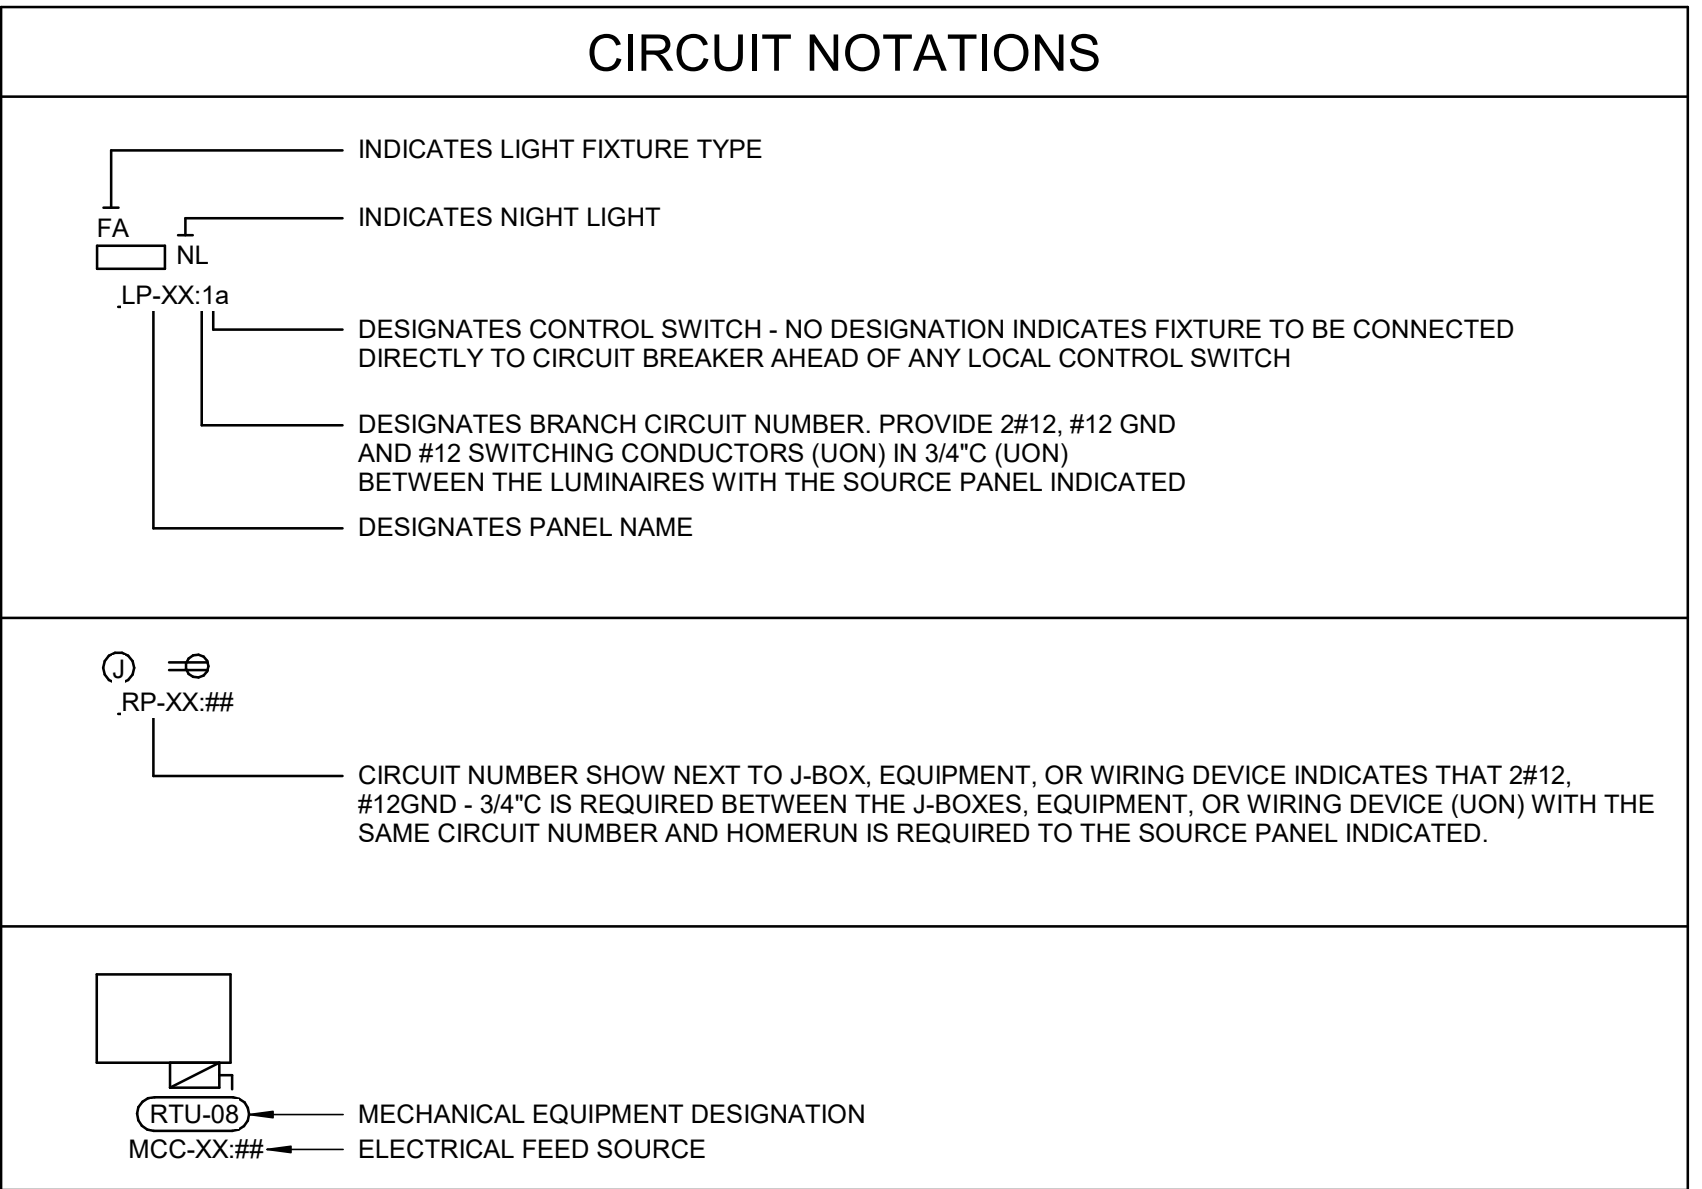 CIRCUIT NOTATIONS
INDICATES LIGHT FIXTURE TYPE
INDICATES NIGHT LIGHT
FA
NL
LP-XX:1a
DESIGNATES CONTROL SWITCH - NO DESIGNATION INDICATES FIXTURE TO BE CONNECTED
DIRECTLY TO CIRCUIT BREAKER AHEAD OF ANY LOCAL CONTROL SWITCH
DESIGNATES BRANCH CIRCUIT NUMBER. PROVIDE 2#12, #12 GND
AND #12 SWITCHING CONDUCTORS (UON) IN 3/4"C (UON)
BETWEEN THE LUMINAIRES WITH THE SOURCE PANEL INDICATED
DESIGNATES PANEL NAME
J
RP-XX:##
CIRCUIT NUMBER SHOW NEXT TO J-BOX, EQUIPMENT, OR WIRING DEVICE INDICATES THAT 2#12,
#12GND - 3/4"C IS REQUIRED BETWEEN THE J-BOXES, EQUIPMENT, OR WIRING DEVICE (UON) WITH THE
SAME CIRCUIT NUMBER AND HOMERUN IS REQUIRED TO THE SOURCE PANEL INDICATED.
RTU-08
MECHANICAL EQUIPMENT DESIGNATION
MCC-XX:##
ELECTRICAL FEED SOURCE